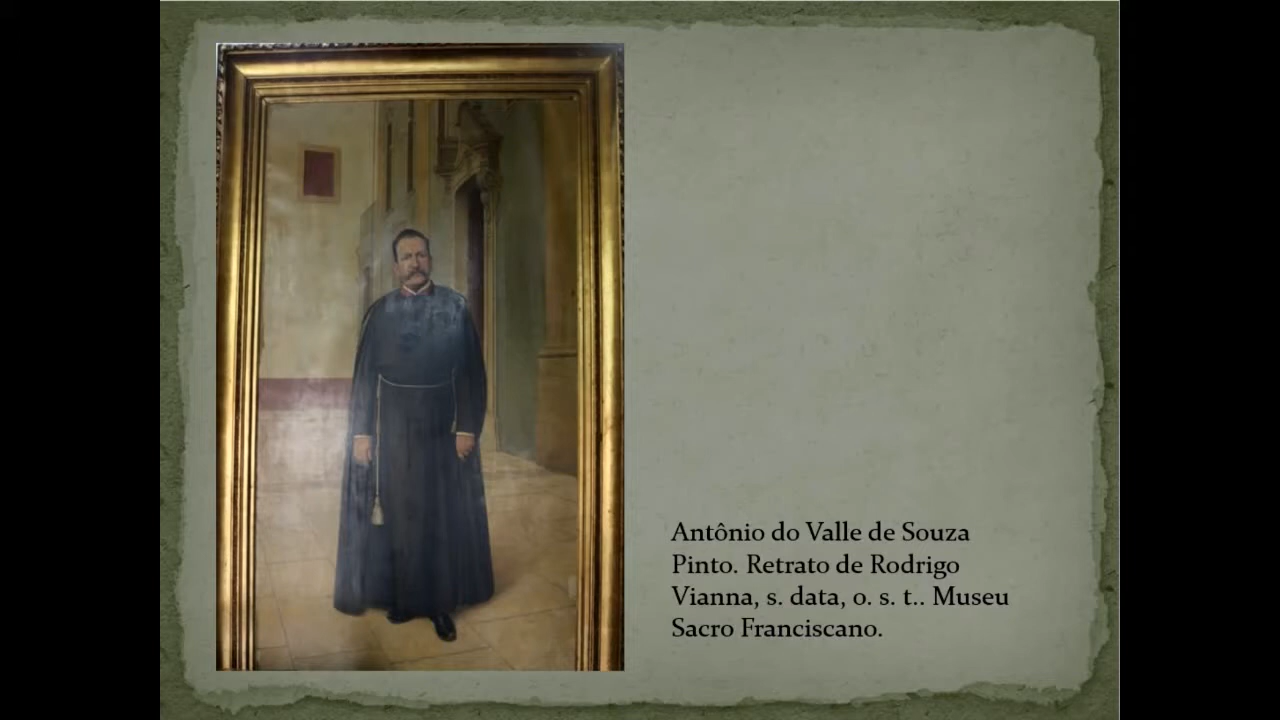 Antônio do Valle de Souza
Pinto. Retrato de Rodrigo
Vianna, s. data, o. s. t.. Museu
Sacro Franciscano.